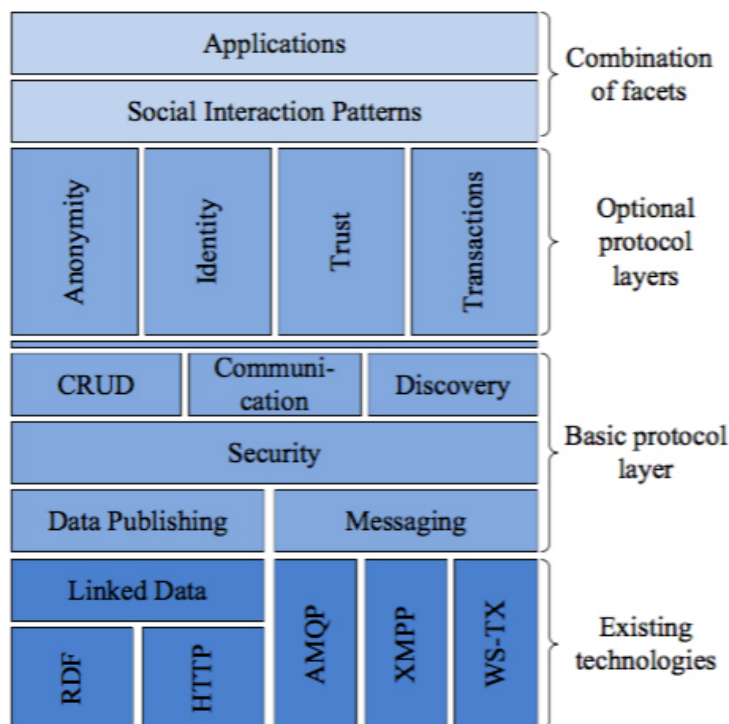 Applications
Combination
of facets
Social Interaction Patterns
Anonymity
Identity
Trust
Transactions
Optional
protocol
layers
CRUD
Communi-
cation
Discovery
Security
Basic protocol
layer
Data Publishing
Messaging
Linked Data
RDF
HTTP
AMQP
XMPP
WS-TX
Existing
technologies